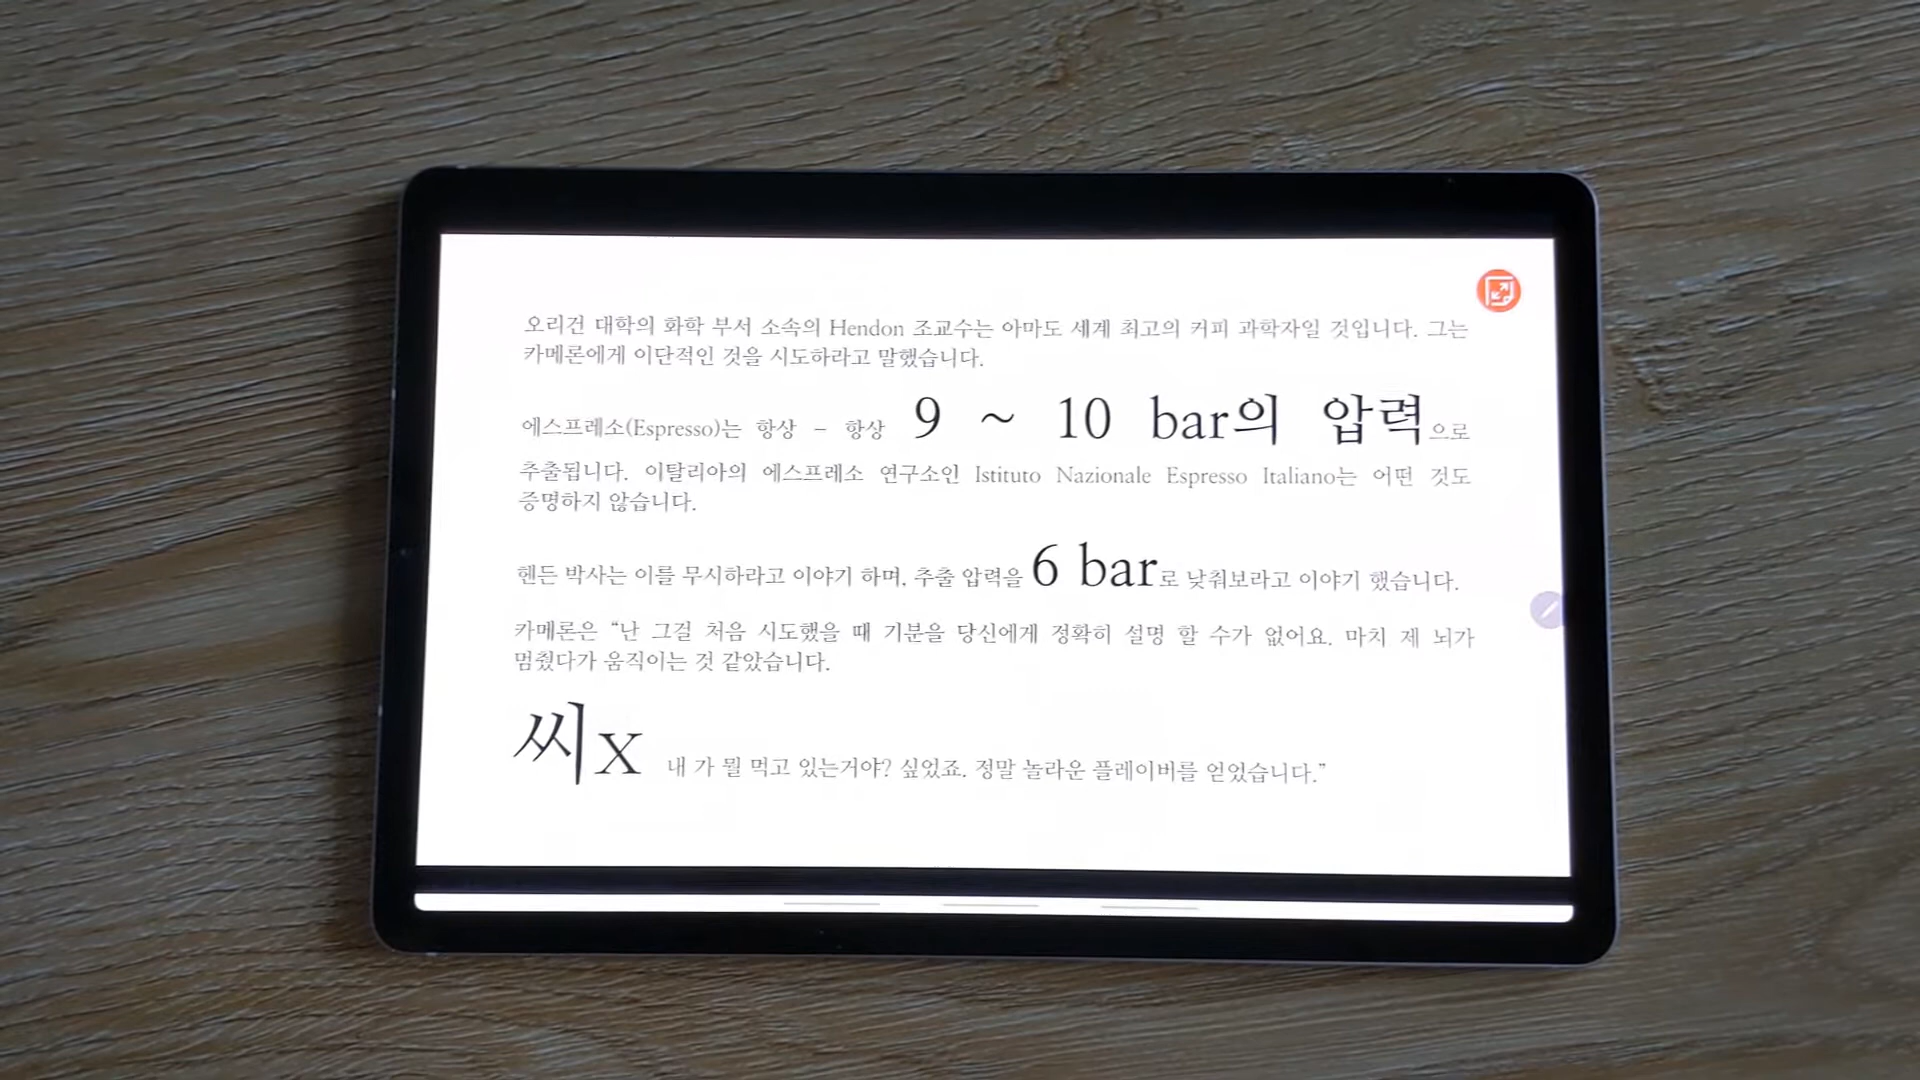 오리건 대학의 화학 부서 소속의 Hendon 조교수는 아마도 세계 최고의 커피 과학자일 것입니다. 그는
카메론에게 이단적인 것을 시도하라고 말했습니다.
에스프레소(Espresso)는 항상 – 항상 9 ~ 10 bar의 압력으로
추출됩니다. 이탈리아의 에스프레소 연구소인 Istituto Nazionale Espresso Italiano는 어떤 것도
증명하지 않습니다.
헨든 박사는 이를 무시하라고 이야기 하며, 추출 압력을 6 bar로 낮춰보라고 이야기 했습니다.
카메론은 “난 그걸 처음 시도했을 때 기분을 당신에게 정확히 설명 할 수가 없어요. 마치 제 뇌가
멈췄다가 움직이는 것 같았습니다.
씨X 내 가 뭘 먹고 있는거야? 싶었죠. 정말 놀라운 플레이버를 얻었습니다.”